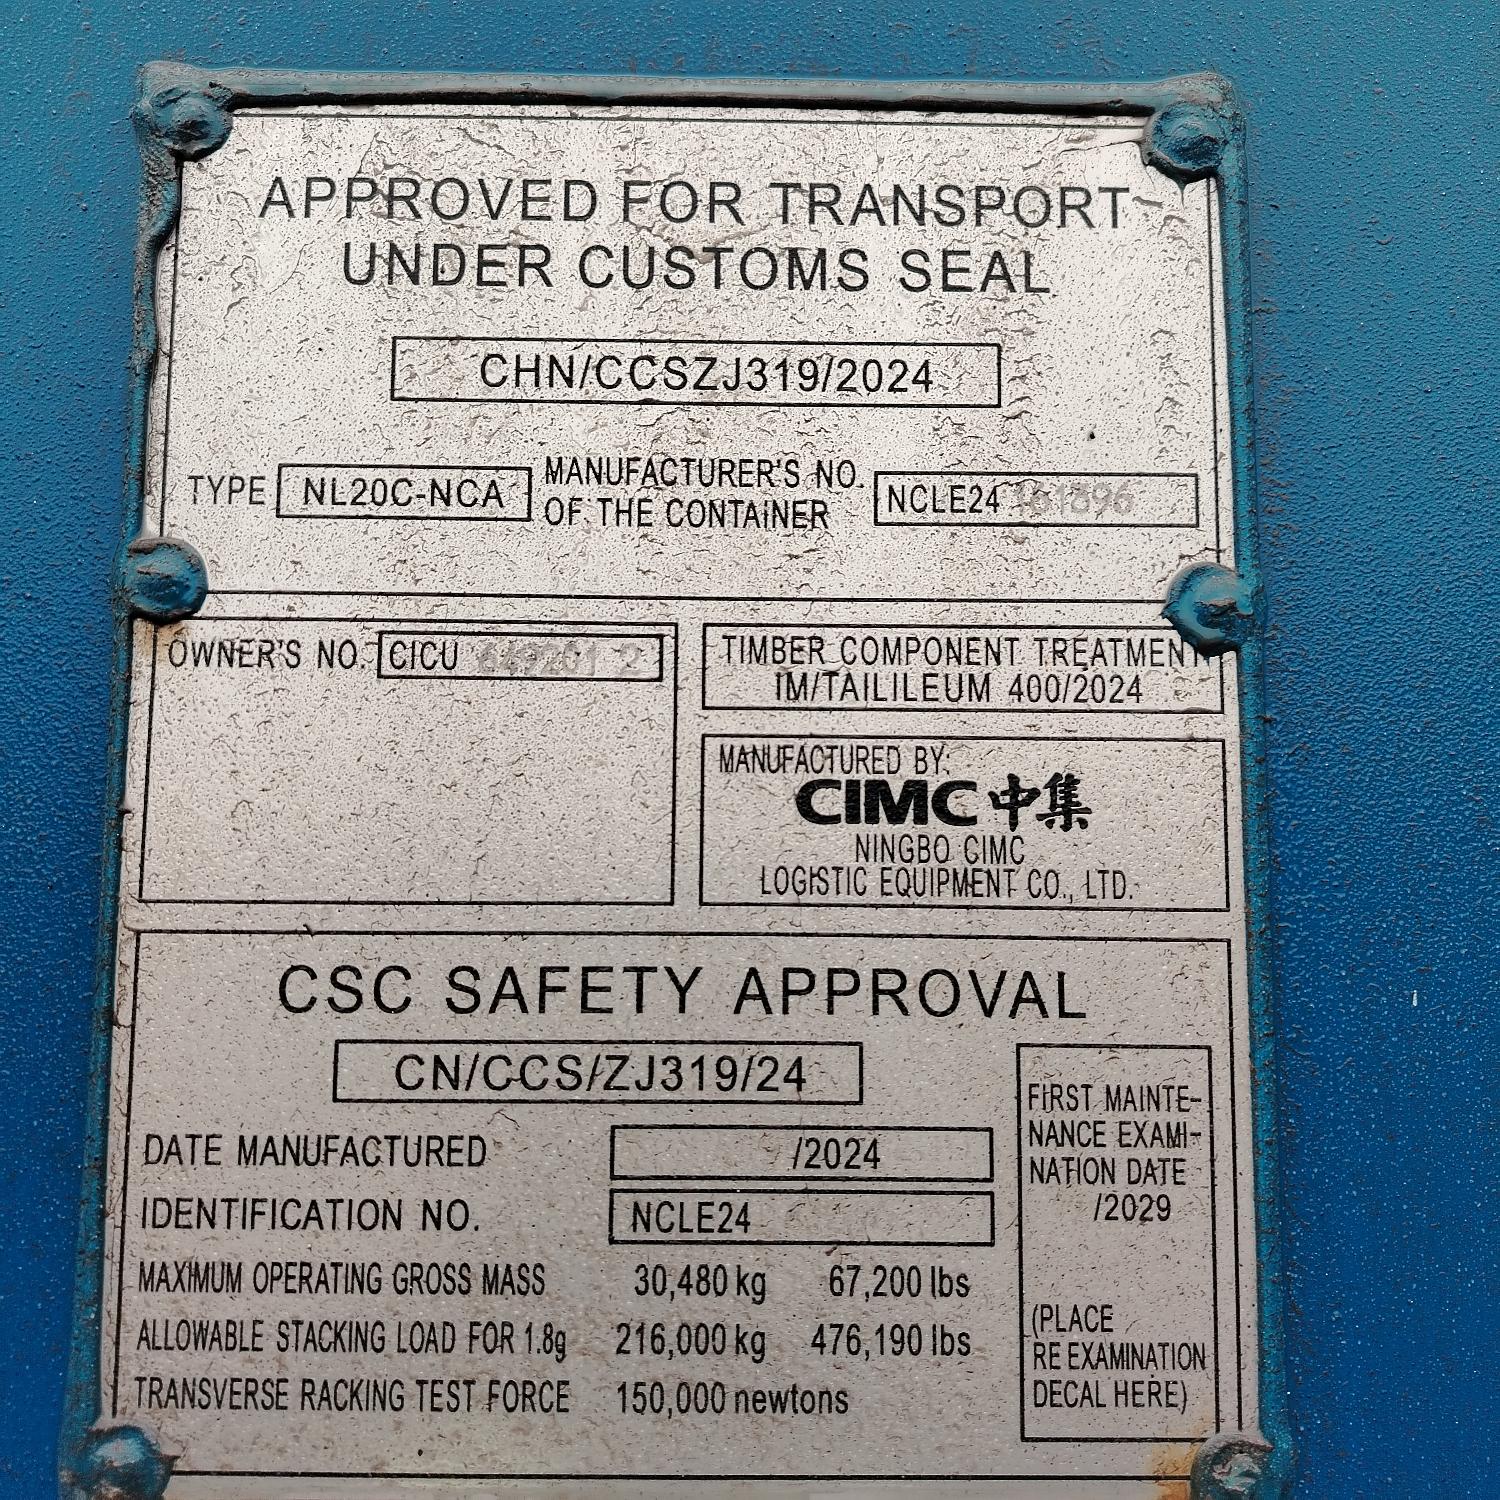 APPROVED FOR TRANSPORT
UNDER CUSTOMS SEAL
CHN/CCSZJ319/2024
TYPE NL20C-NCA
MANUFACTURER'S NO.
OF THE CONTAINER
NCLE24
OWNER'S NO. CICU
TIMBER COMPONENT TREATMENT
IM/TAILILEUM 400/2024
MANUFACTURED BY:
CIMC 中集
NINGBO CIMC
LOGISTIC EQUIPMENT CO., LTD.
CSC SAFETY APPROVAL
CN/CCS/ZJ319/24
DATE MANUFACTURED /2024
IDENTIFICATION NO. NCLE24
MAXIMUM OPERATING GROSS MASS 30,480 kg 67,200 lbs
ALLOWABLE STACKING LOAD FOR 1.8g 216,000 kg 476,190 lbs
TRANSVERSE RACKING TEST FORCE 150,000 newtons
FIRST MAINTE-
NANCE EXAMI-
NATION DATE
/2029
(PLACE
RE EXAMINATION
DECAL HERE)